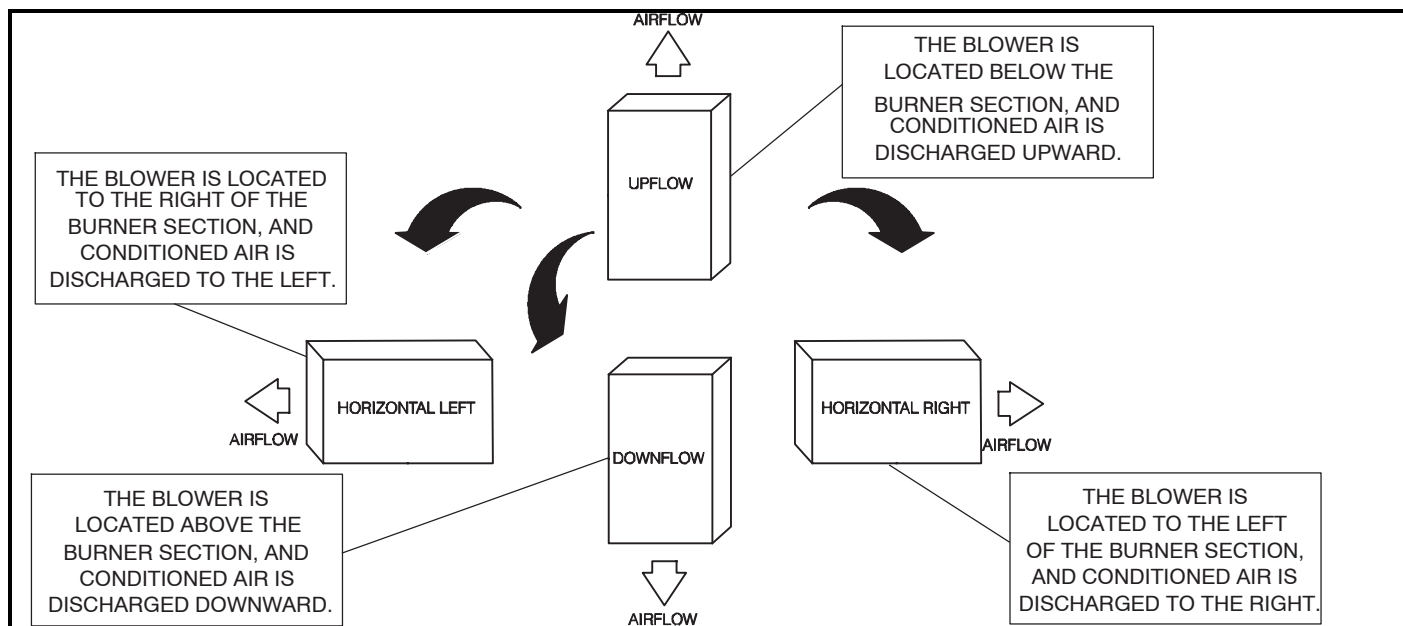 AIRFLOW
THE BLOWER IS
LOCATED BELOW THE
BURNER SECTION, AND
CONDITIONED AIR IS
DISCHARGED UPWARD.
THE BLOWER IS LOCATED
TO THE RIGHT OF THE
BURNER SECTION, AND
CONDITIONED AIR IS
DISCHARGED TO THE LEFT.
UPFLOW
HORIZONTAL LEFT
AIRFLOW
DOWNFLOW
HORIZONTAL RIGHT
AIRFLOW
THE BLOWER IS
LOCATED ABOVE THE
BURNER SECTION, AND
CONDITIONED AIR IS
DISCHARGED DOWNWARD.
THE BLOWER IS
LOCATED TO THE LEFT
OF THE BURNER SECTION,
AND CONDITIONED AIR IS
DISCHARGED TO THE RIGHT.
AIRFLOW